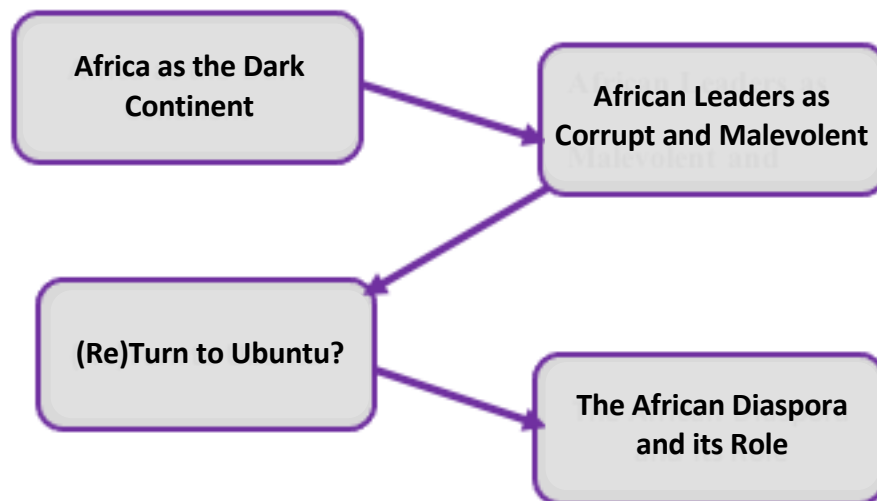 Africa as the Dark
Continent
African Leaders as
Corrupt and Malevolent
(Re)Turn to Ubuntu?
The African Diaspora
and its Role